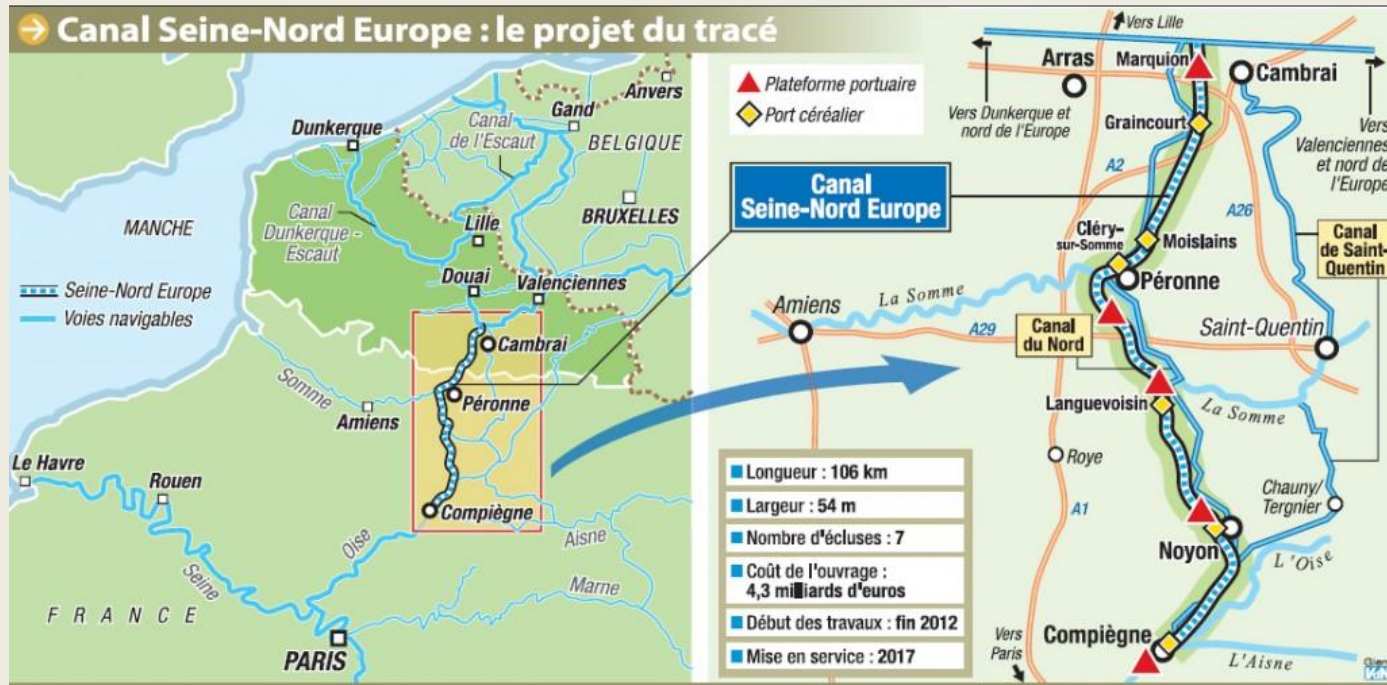 Canal Seine-Nord Europe : le projet du tracé
MANCHE
Seine-Nord Europe
Voies navigables
Dunkerque
Canal
Dunkerque -
Escaut
Canal
de l'Escaut
Gand
Anvers
BELGIQUE
BRUXELLES
Lille
Douai
Valenciennes
Cambrai
Péronne
Somme
Amiens
Le Havre
Rouen
Compiègne
Oise
Aisne
Seine
Marne
FRANCE
PARIS
Plateforme portuaire
Port céréalier
Canal
Seine-Nord Europe
Longueur : 106 km
Largeur : 54 m
Nombre d'écluses : 7
Coût de l'ouvrage :
4,3 milliards d'euros
Début des travaux : fin 2012
Mise en service : 2017
Vers Lille
Arras
Marquion
Cambrai
Vers Dunkerque et
nord de l'Europe
Graincourt
Vers
Valenciennes
et nord de
l'Europe
A2
A26
Cléry-
sur-Somme
Moislains
Canal
de Saint-
Quentin
Péronne
Amiens
La Somme
A29
Canal
du Nord
Saint-Quentin
Languevoisin
La Somme
Roye
A1
Chauny/
Tergnier
Noyon
L'Oise
Compiègne
Vers
Paris
L'Aisne